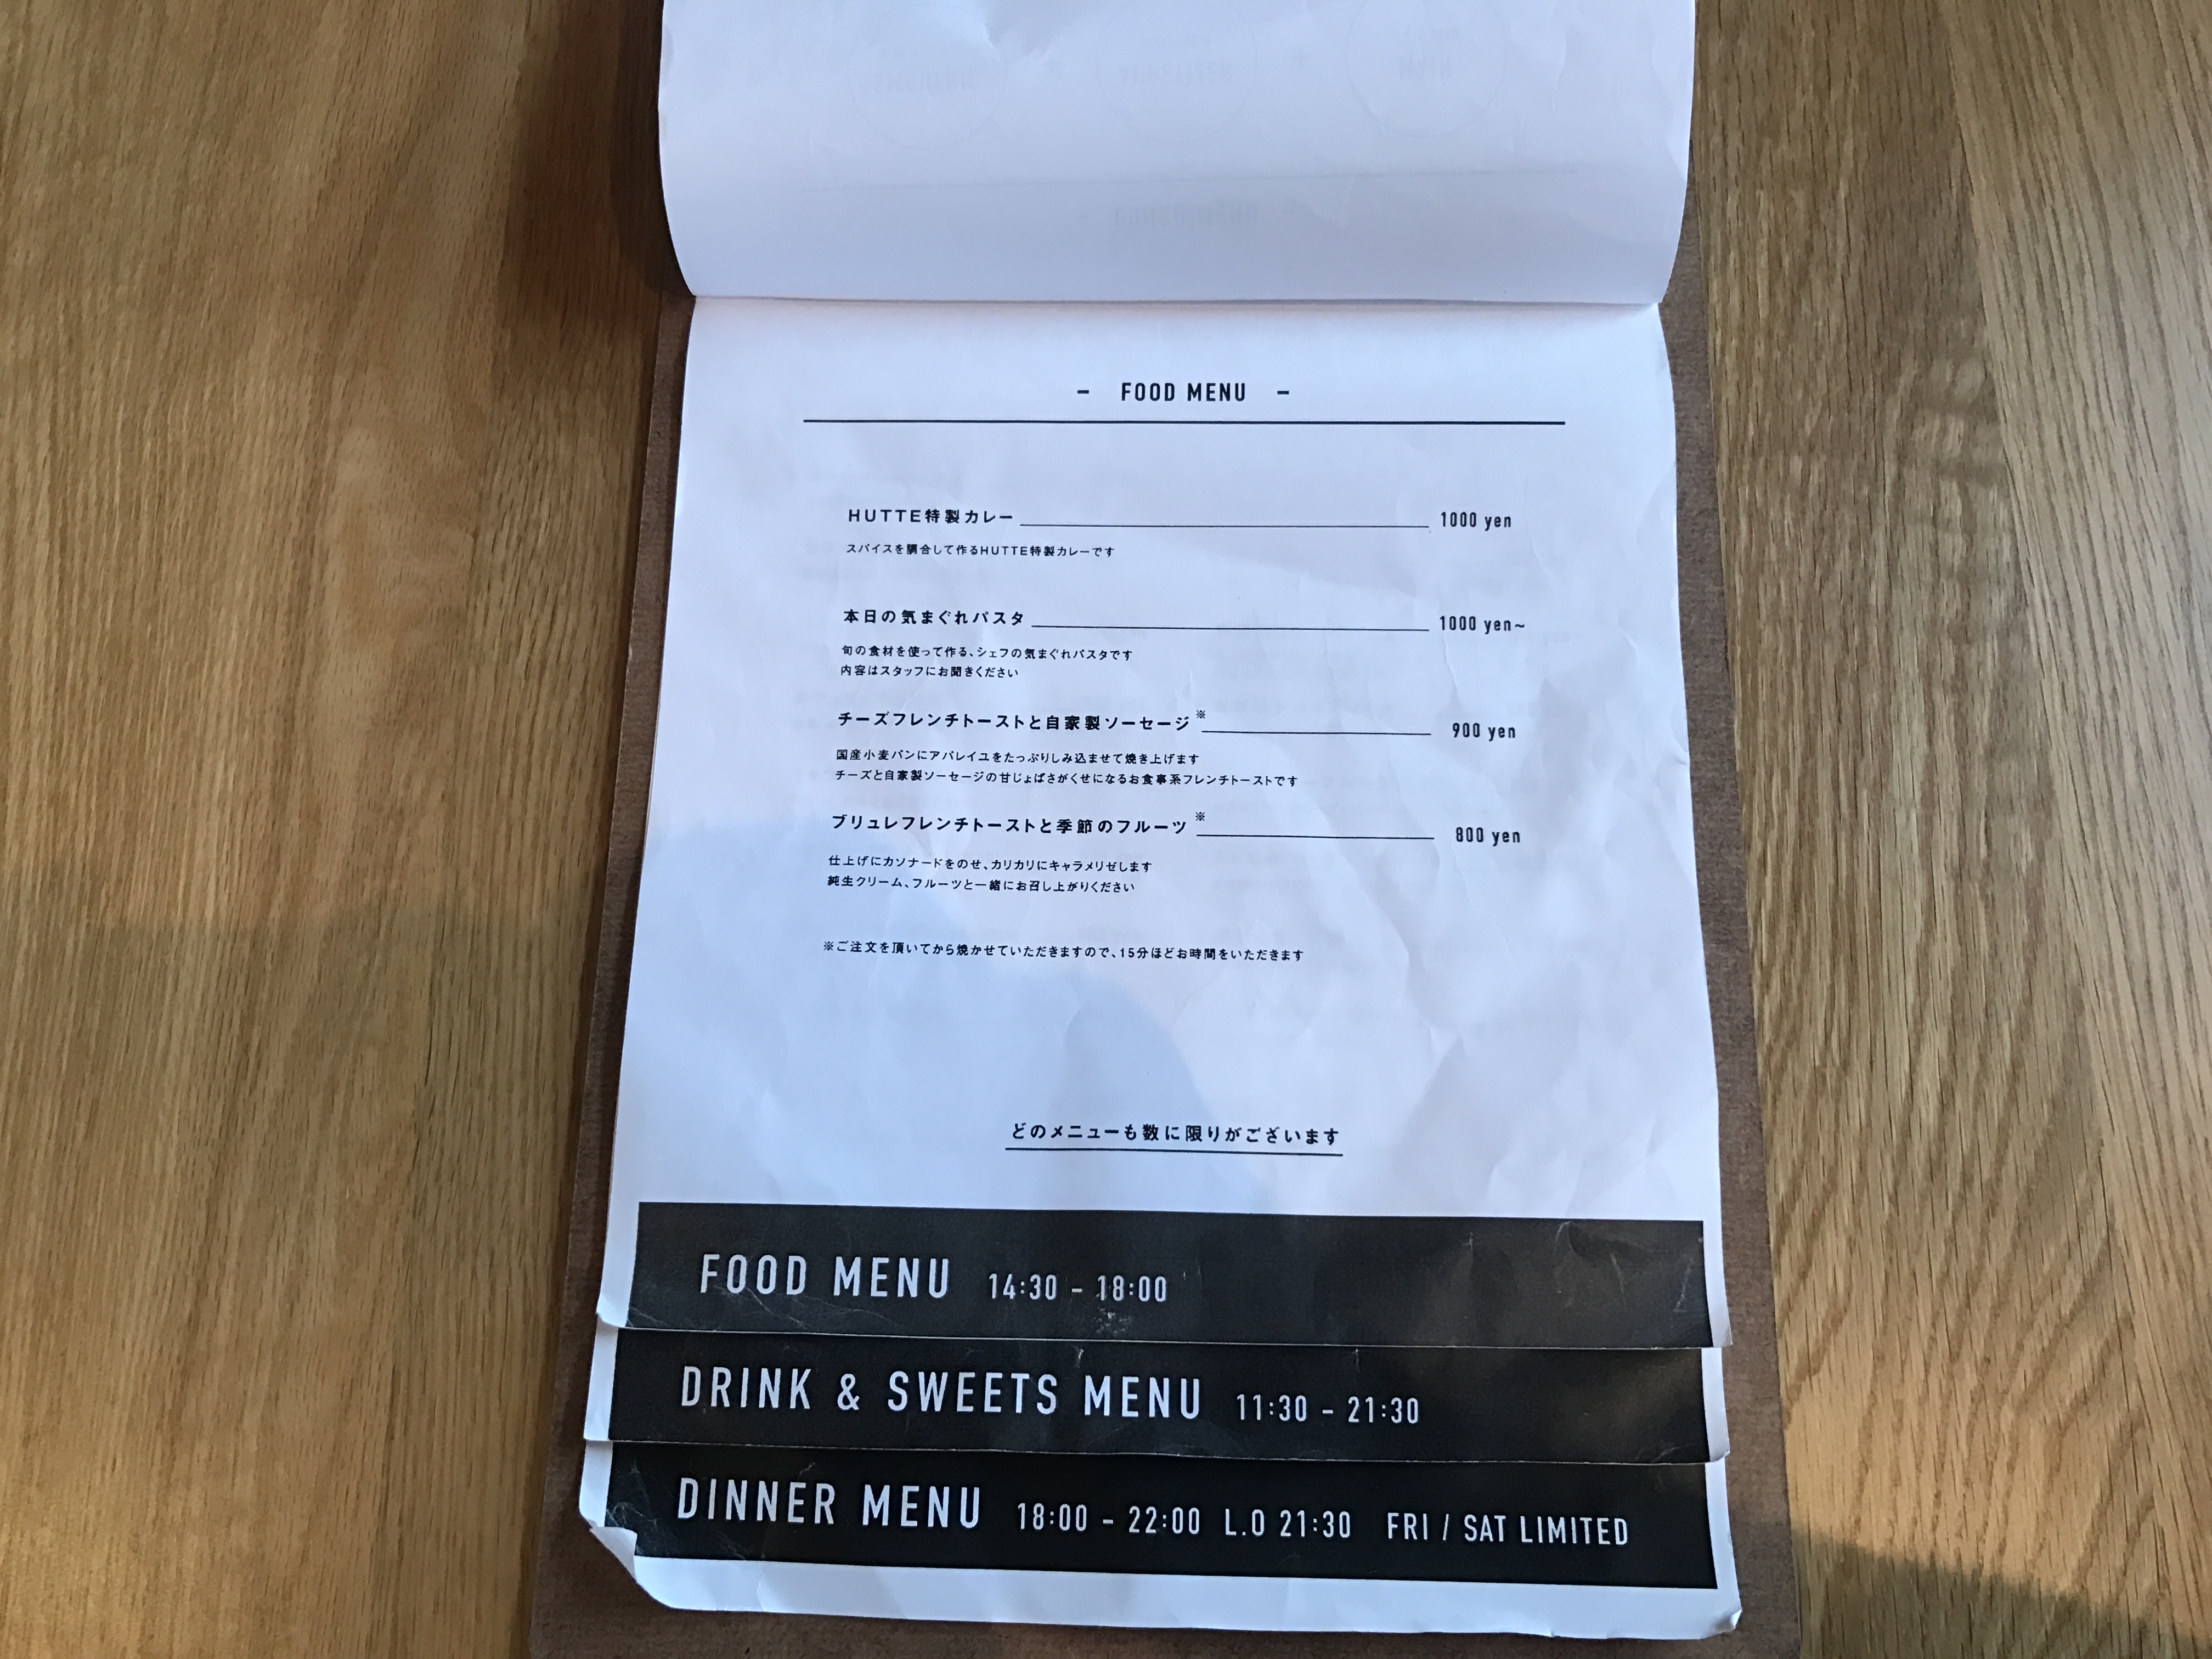 – FOOD MENU –
HUTTE特製カレー 1000 yen
スパイスを調合して作るHUTTE特製カレーです
本日の気まぐれパスタ 1000 yen~
旬の食材を使って作る、シェフの気まぐれパスタです
内容はスタッフにお聞きください
チーズフレンチトーストと自家製ソーセージ※ 900 yen
国産小麦パンにアパレイユをたっぷりしみ込ませて焼き上げます
チーズと自家製ソーセージの甘じょぱさがくせになるお食事系フレンチトーストです
ブリュレフレンチトーストと季節のフルーツ※ 800 yen
仕上げにカソナードをのせ、カリカリにキャラメリゼします
純生クリーム、フルーツと一緒にお召し上がりください
※ご注文を頂いてから焼かせていただきますので、15分ほどお時間をいただきます
どのメニューも数に限りがございます
FOOD MENU 14:30 – 18:00
DRINK & SWEETS MENU 11:30 – 21:30
DINNER MENU 18:00 – 22:00 L.O 21:30 FRI / SAT LIMITED